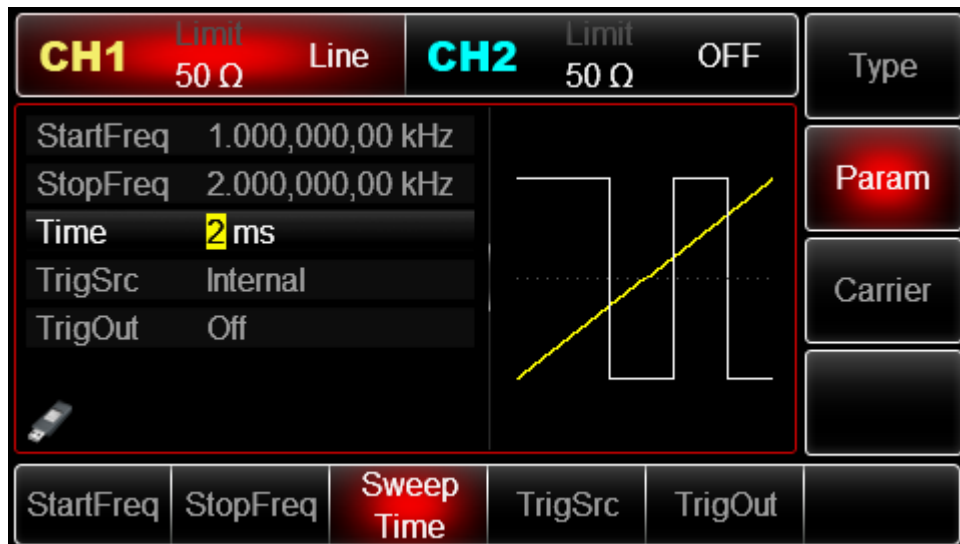 CH1 Limit 50 Ω Line CH2 Limit 50 Ω OFF
Type
StartFreq 1.000,000,00 kHz
StopFreq 2.000,000,00 kHz
Param
Time 2 ms
TrigSrc Internal
Carrier
TrigOut Off
StartFreq StopFreq Sweep Time TrigSrc TrigOut